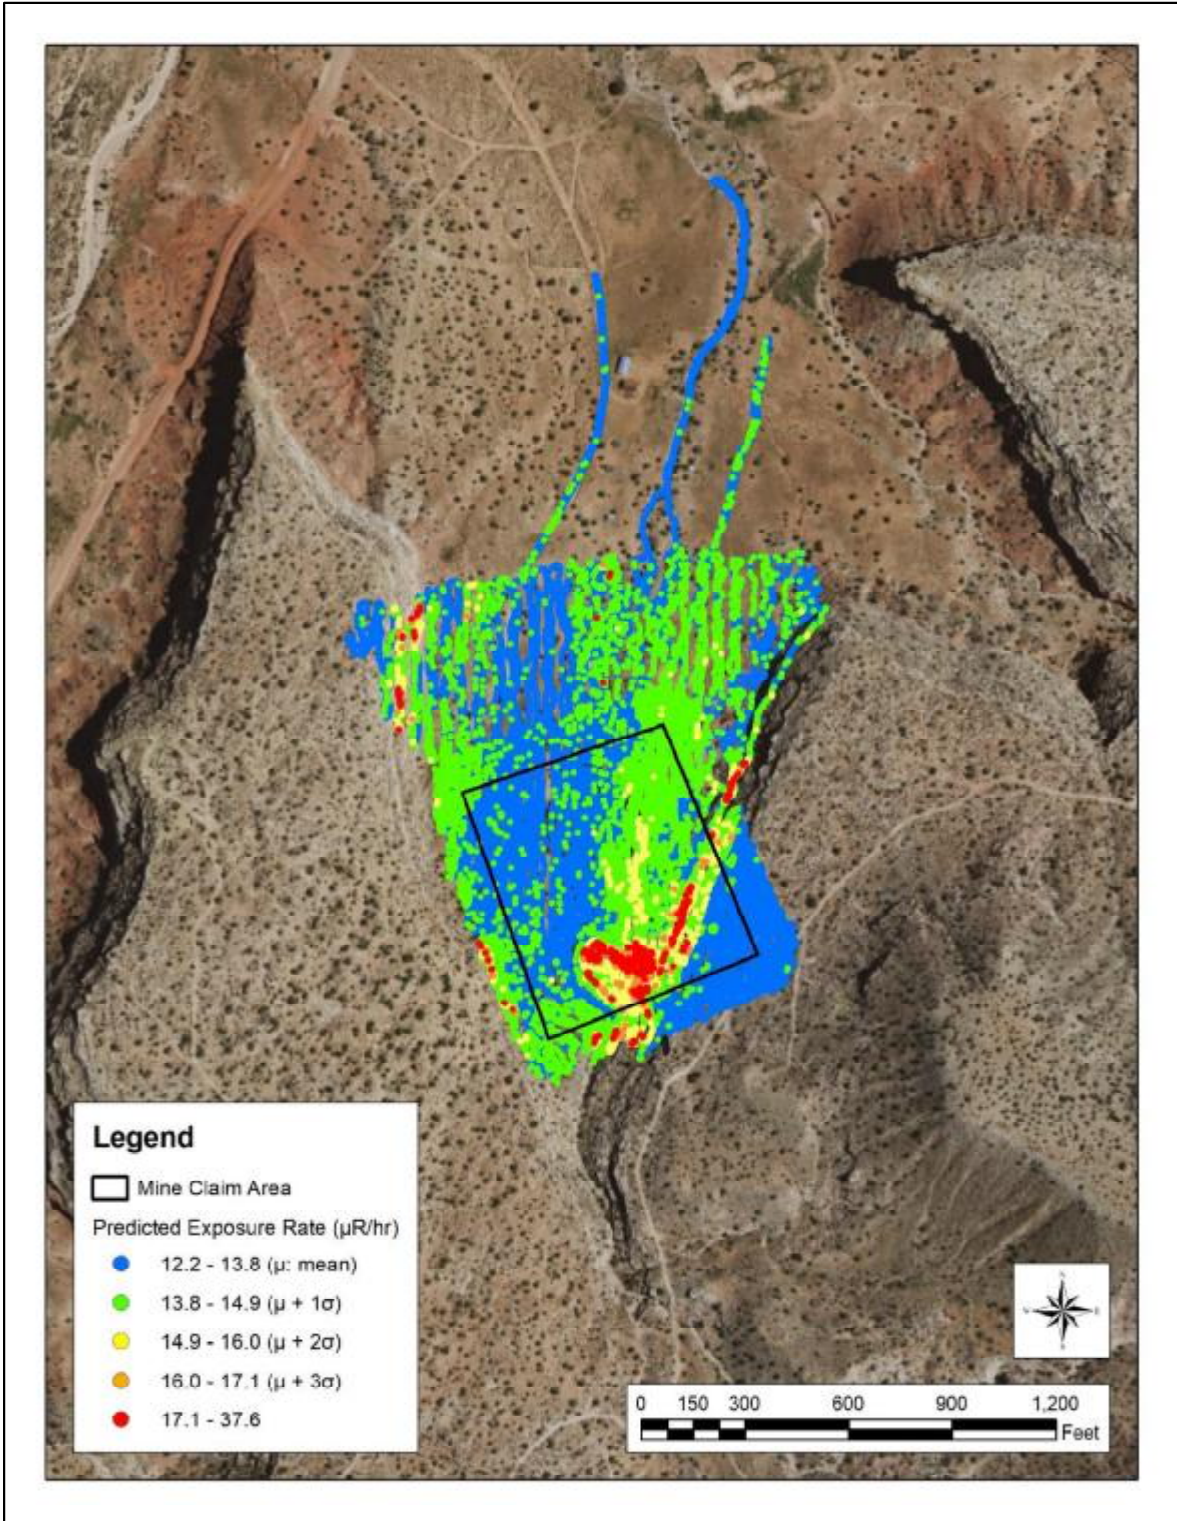 Legend
Mine Claim Area
Predicted Exposure Rate (µR/hr)
12.2 - 13.8 (µ: mean)
13.8 - 14.9 (µ + 1σ)
14.9 - 16.0 (µ + 2σ)
16.0 - 17.1 (µ + 3σ)
17.1 - 37.6
N
W E
S
0 150 300 600 900 1,200
Feet